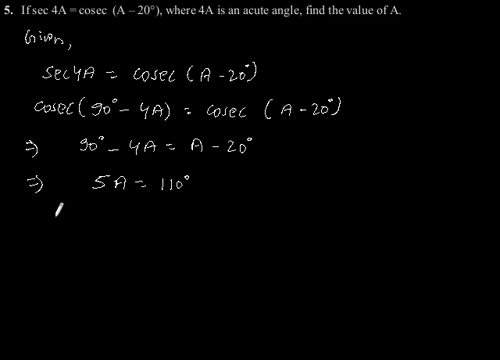 5. If sec 4A = cosec (A – 20°), where 4A is an acute angle, find the value of A.
Given,
sec4A = cosec (A - 20°)
cosec (90° - 4A) = cosec (A - 20°)
⇒ 90° - 4A = A - 20°
⇒ 5A = 110°